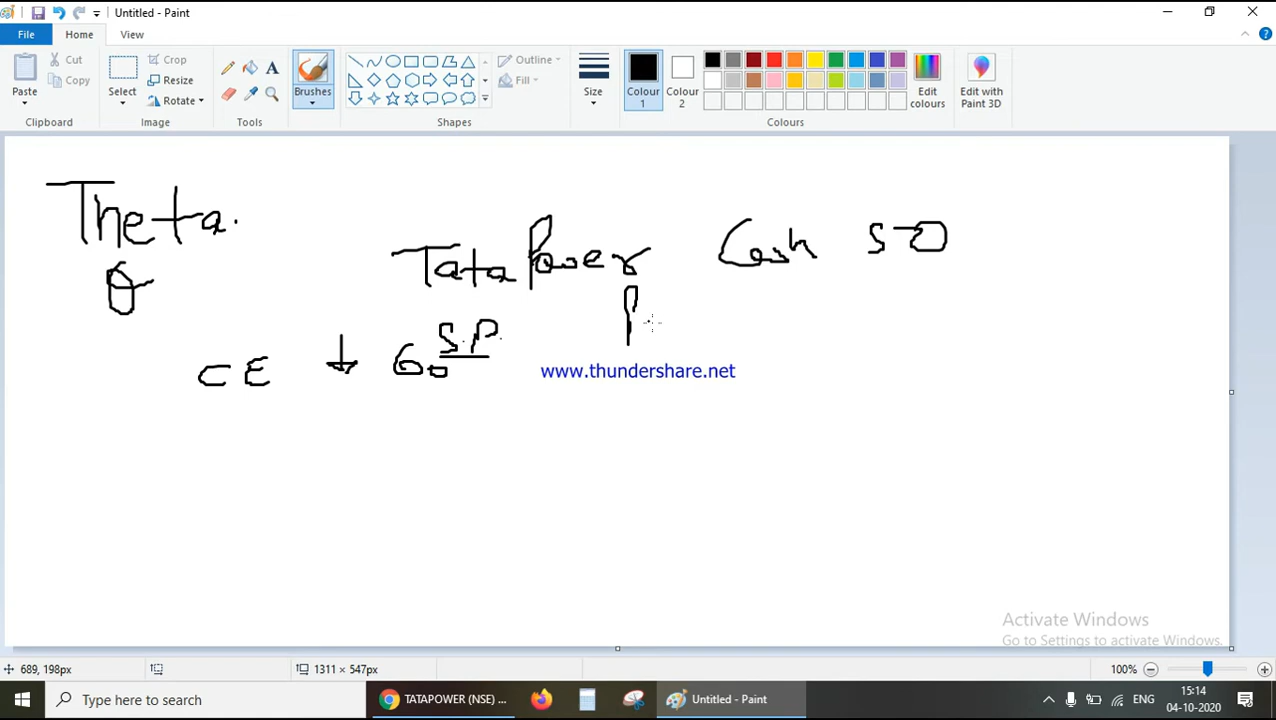 Untitled - Paint
File Home View
Paste Cut Copy Clipboard
Select Crop Resize Rotate Image
Tools
Brushes
Outline Fill Shapes
Size
Colour 1 Colour 2 Edit colours Colours
Edit with Paint 3D
Theta.
θ
Tata Power Cash 50
S.P.
CE 60
P
www.thundershare.net
Activate Windows
Go to Settings to activate Windows.
689, 198px 1311 × 547px 100%
Type here to search TATAPOWER (NSE) ... Untitled - Paint ENG 15:14 04-10-2020